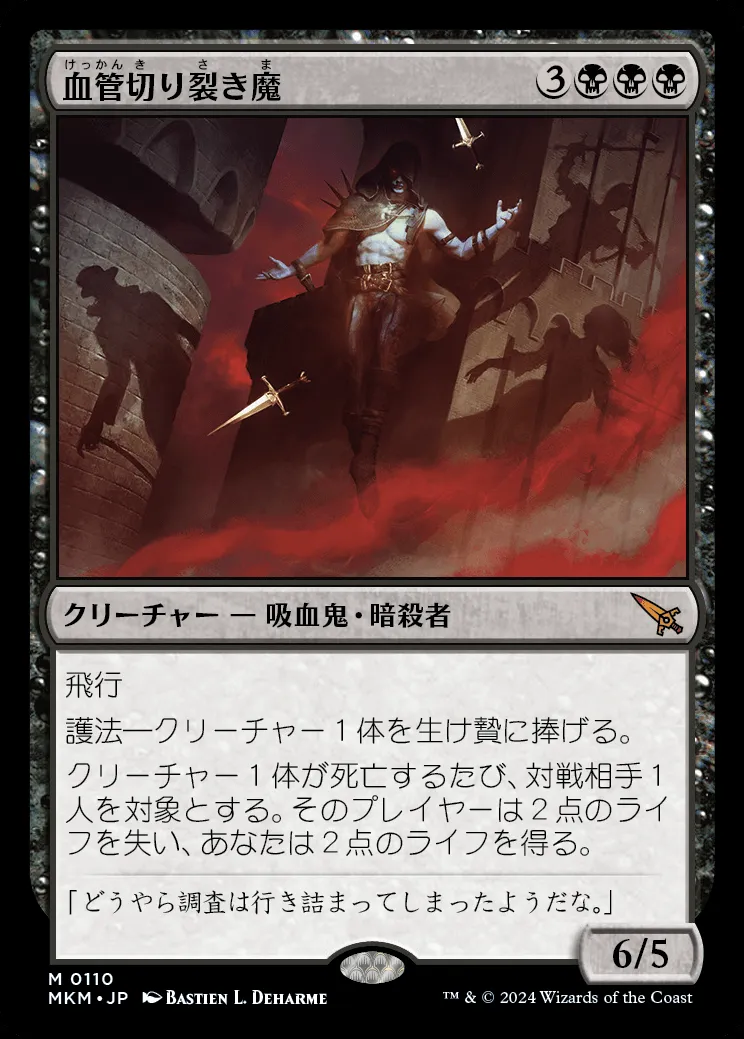 けっかん き さ ま
血管切り裂き魔 3
クリーチャー — 吸血鬼・暗殺者
飛行
護法―クリーチャー１体を生け贄に捧げる。
クリーチャー１体が死亡するたび、対戦相手１
人を対象とする。そのプレイヤーは２点のライ
フを失い、あなたは２点のライフを得る。
「どうやら調査は行き詰まってしまったようだな。」
6/5
M 0110
MKM • JP Bastien L. Deharme
™ & © 2024 Wizards of the Coast